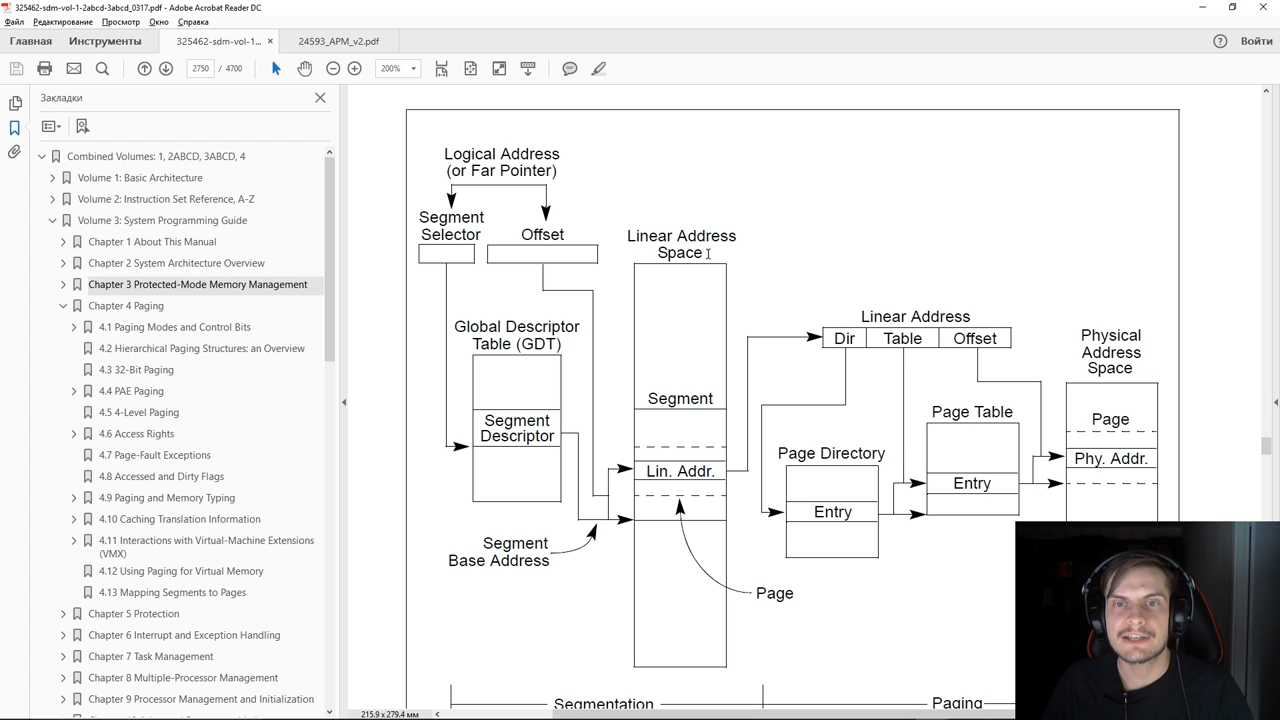 325462-sdm-vol-1-2abcd-3abcd_0317.pdf - Adobe Acrobat Reader DC
Файл Редактирование Просмотр Окно Справка
Главная Инструменты 325462-sdm-vol-1... × 24593_APM_v2.pdf Войти
2750 / 4700 200%
Закладки
Combined Volumes: 1, 2ABCD, 3ABCD, 4
Volume 1: Basic Architecture
Volume 2: Instruction Set Reference, A-Z
Volume 3: System Programming Guide
Chapter 1 About This Manual
Chapter 2 System Architecture Overview
Chapter 3 Protected-Mode Memory Management
Chapter 4 Paging
4.1 Paging Modes and Control Bits
4.2 Hierarchical Paging Structures: an Overview
4.3 32-Bit Paging
4.4 PAE Paging
4.5 4-Level Paging
4.6 Access Rights
4.7 Page-Fault Exceptions
4.8 Accessed and Dirty Flags
4.9 Paging and Memory Typing
4.10 Caching Translation Information
4.11 Interactions with Virtual-Machine Extensions
(VMX)
4.12 Using Paging for Virtual Memory
4.13 Mapping Segments to Pages
Chapter 5 Protection
Chapter 6 Interrupt and Exception Handling
Chapter 7 Task Management
Chapter 8 Multiple-Processor Management
Chapter 9 Processor Management and Initialization
Logical Address
(or Far Pointer)
Segment
Selector
Offset
Linear Address
Space
Global Descriptor
Table (GDT)
Segment
Descriptor
Segment
Lin. Addr.
Segment
Base Address
Page
Linear Address
Dir Table Offset
Page Directory
Entry
Page Table
Entry
Physical
Address
Space
Page
Phy. Addr.
Segmentation
Paging
215.9 x 279.4 мм